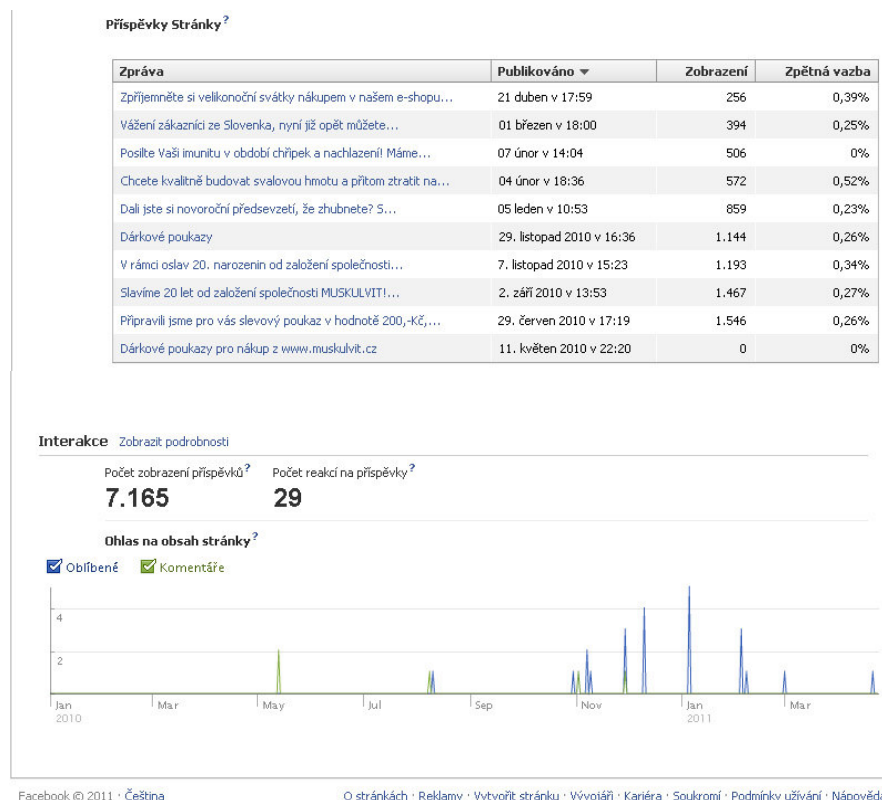 Příspěvky Stránky?
Zpráva Publikováno Zobrazení Zpětná vazba
Zpříjemněte si velikonoční svátky nákupem v našem e-shopu... 21 duben v 17:59 256 0,39%
Vážení zákazníci ze Slovenka, nyní již opět můžete... 01 březen v 18:00 394 0,25%
Posilte Vaši imunitu v období chřipek a nachlazení! Máme... 07 únor v 14:04 506 0%
Chcete kvalitně budovat svalovou hmotu a přitom ztratit na... 04 únor v 18:36 572 0,52%
Dali jste si novoroční předsevzetí, že zhubnete? S... 05 leden v 10:53 859 0,23%
Dárkové poukazy 29. listopad 2010 v 16:36 1.144 0,26%
V rámci oslav 20. narozenin od založení společnosti... 7. listopad 2010 v 15:23 1.193 0,34%
Slavíme 20 let od založení společnosti MUSKULVIT!... 2. září 2010 v 13:53 1.467 0,27%
Připravili jsme pro vás slevový poukaz v hodnotě 200,-Kč,... 29. červen 2010 v 17:19 1.546 0,26%
Dárkové poukazy pro nákup z www.muskulvit.cz 11. květen 2010 v 22:20 0 0%
Interakce Zobrazit podrobnosti
Počet zobrazení příspěvků? Počet reakcí na příspěvky?
7.165 29
Ohlas na obsah stránky?
Oblíbené Komentáře
4
2
Jan Mar May Jul Sep Nov Jan Mar
2010 2011
Facebook © 2011 · Čeština O stránkách · Reklamy · Vytvořit stránku · Vývojáři · Kariéra · Soukromí · Podmínky užívání · Nápověda